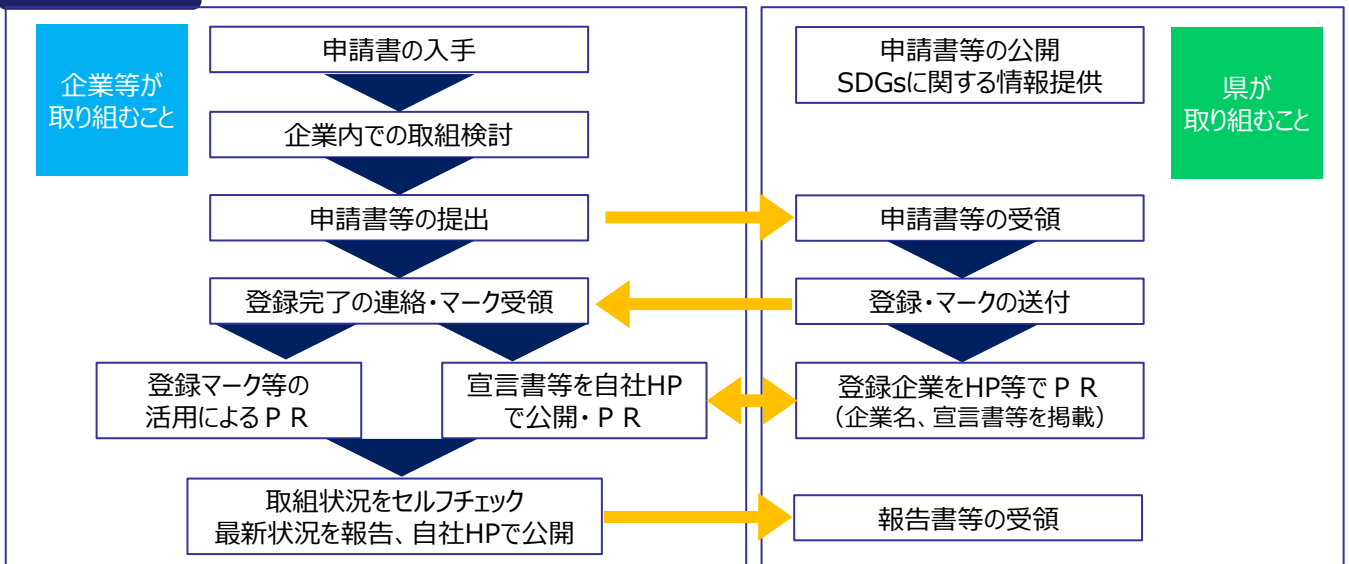 企業等が
取り組むこと
申請書の入手
企業内での取組検討
申請書等の提出
登録完了の連絡・マーク受領
登録マーク等の
活用によるＰＲ
宣言書等を自社HP
で公開・ＰＲ
取組状況をセルフチェック
最新状況を報告、自社HPで公開
県が
取り組むこと
申請書等の公開
SDGsに関する情報提供
申請書等の受領
登録・マークの送付
登録企業をHP等でＰＲ
（企業名、宣言書等を掲載）
報告書等の受領